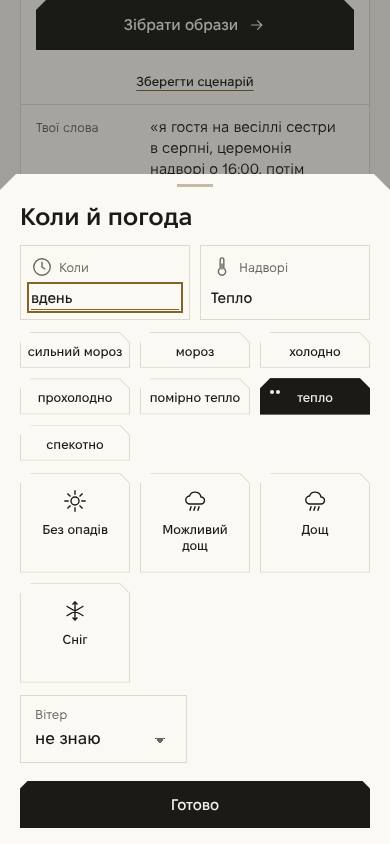 Зібрати образи →
Зберегти сценарій
Твої слова
«я гостя на весіллі сестри
в серпні, церемонія
надворі о 16:00, потім
Коли й погода
Коли
Надворі
вдень
Тепло
сильний мороз
мороз
холодно
прохолодно
помірно тепло
тепло
спекотно
Без опадів
Можливий
дощ
Дощ
Сніг
Вітер
не знаю
Готово